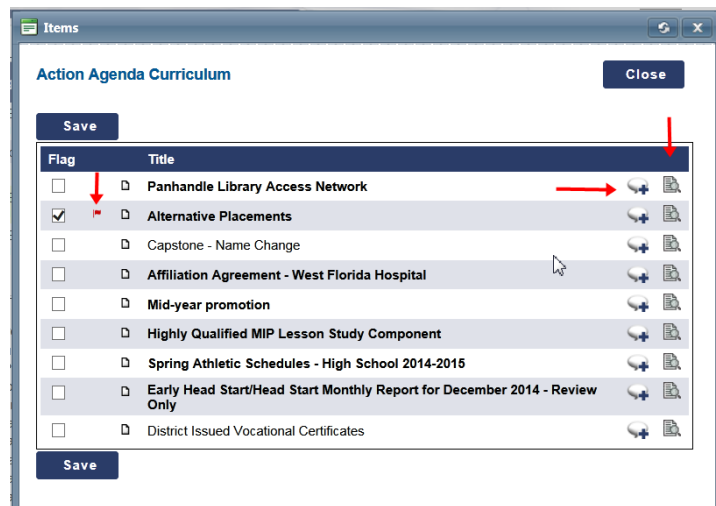 Items
x
Action Agenda Curriculum
Close
Save
Flag Title
Panhandle Library Access Network
Alternative Placements
Capstone - Name Change
Affiliation Agreement - West Florida Hospital
Mid-year promotion
Highly Qualified MIP Lesson Study Component
Spring Athletic Schedules - High School 2014-2015
Early Head Start/Head Start Monthly Report for December 2014 - Review
Only
District Issued Vocational Certificates
Save